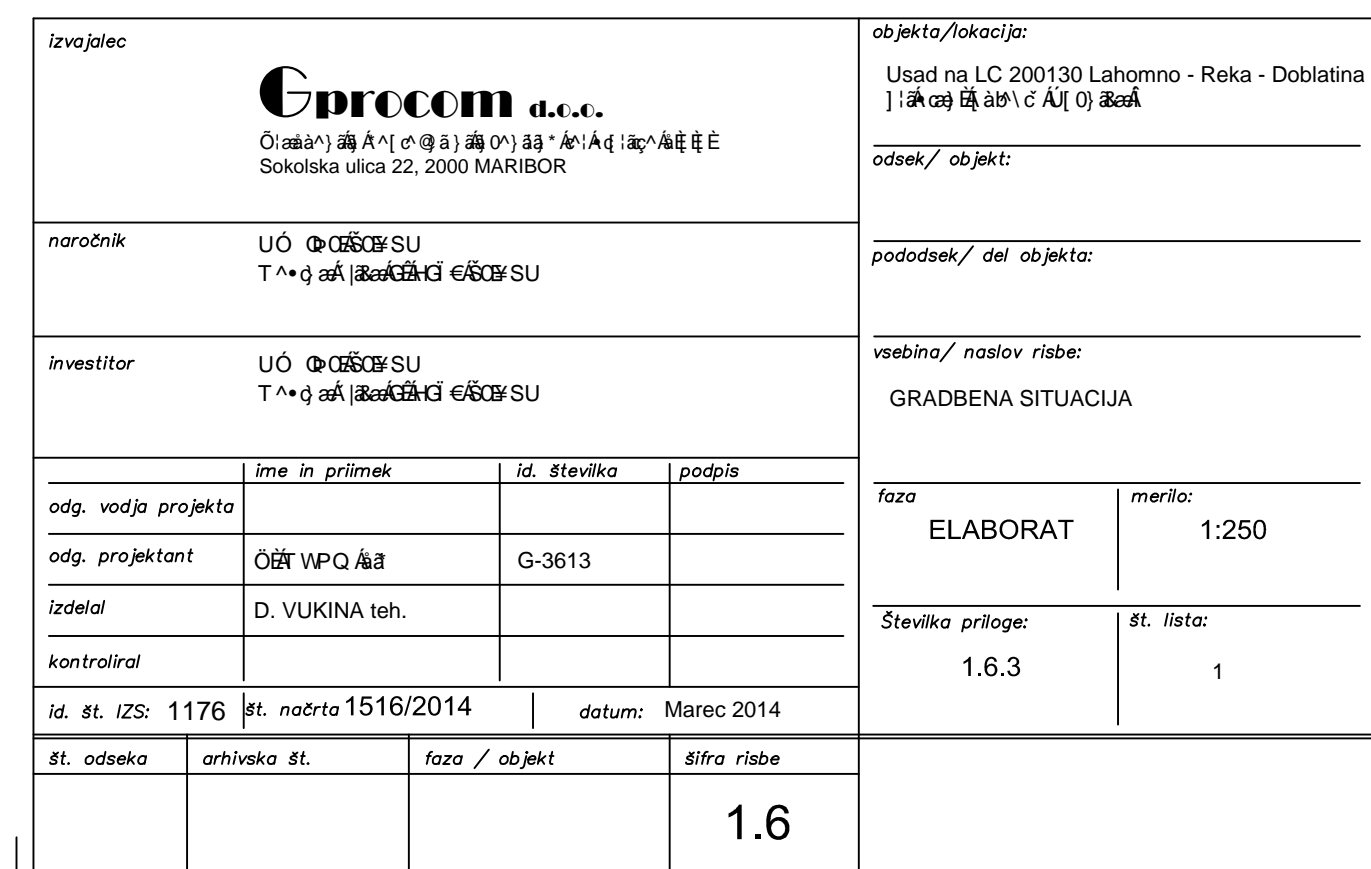 izvajalec
Gprocom d.o.o.
Sokolska ulica 22, 2000 MARIBOR
naročnik
investitor
ime in priimek id. številka podpis
odg. vodja projekta
odg. projektant G-3613
izdelal D. VUKINA teh.
kontroliral
id. št. IZS: 1176 št. načrta 1516/2014 datum: Marec 2014
št. odseka arhivska št. faza / objekt šifra risbe
1.6
objekta/lokacija:
Usad na LC 200130 Lahomno - Reka - Doblatina
odsek/ objekt:
pododsek/ del objekta:
vsebina/ naslov risbe:
GRADBENA SITUACIJA
faza merilo:
ELABORAT 1:250
Številka priloge: št. lista:
1.6.3 1